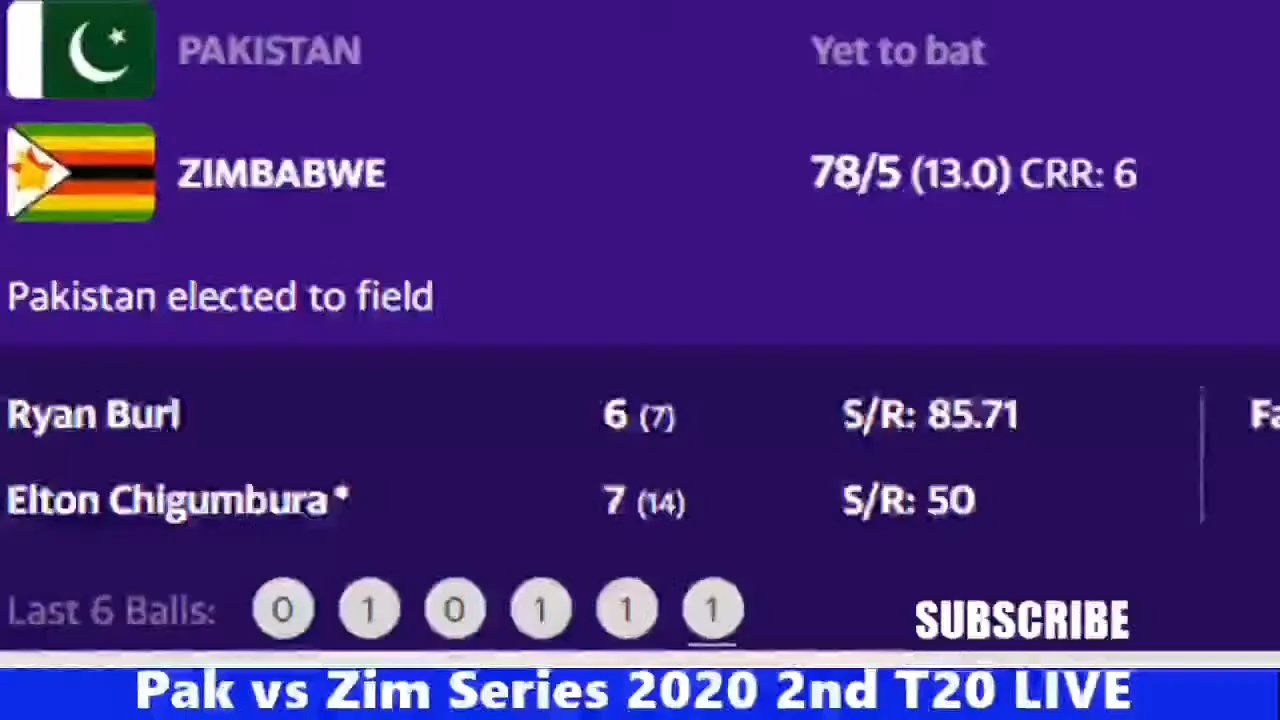 PAKISTAN Yet to bat
ZIMBABWE 78/5 (13.0) CRR: 6
Pakistan elected to field
Ryan Burl 6 (7) S/R: 85.71
Elton Chigumbura* 7 (14) S/R: 50
Last 6 Balls: 0 1 0 1 1 1
SUBSCRIBE
Pak vs Zim Series 2020 2nd T20 LIVE